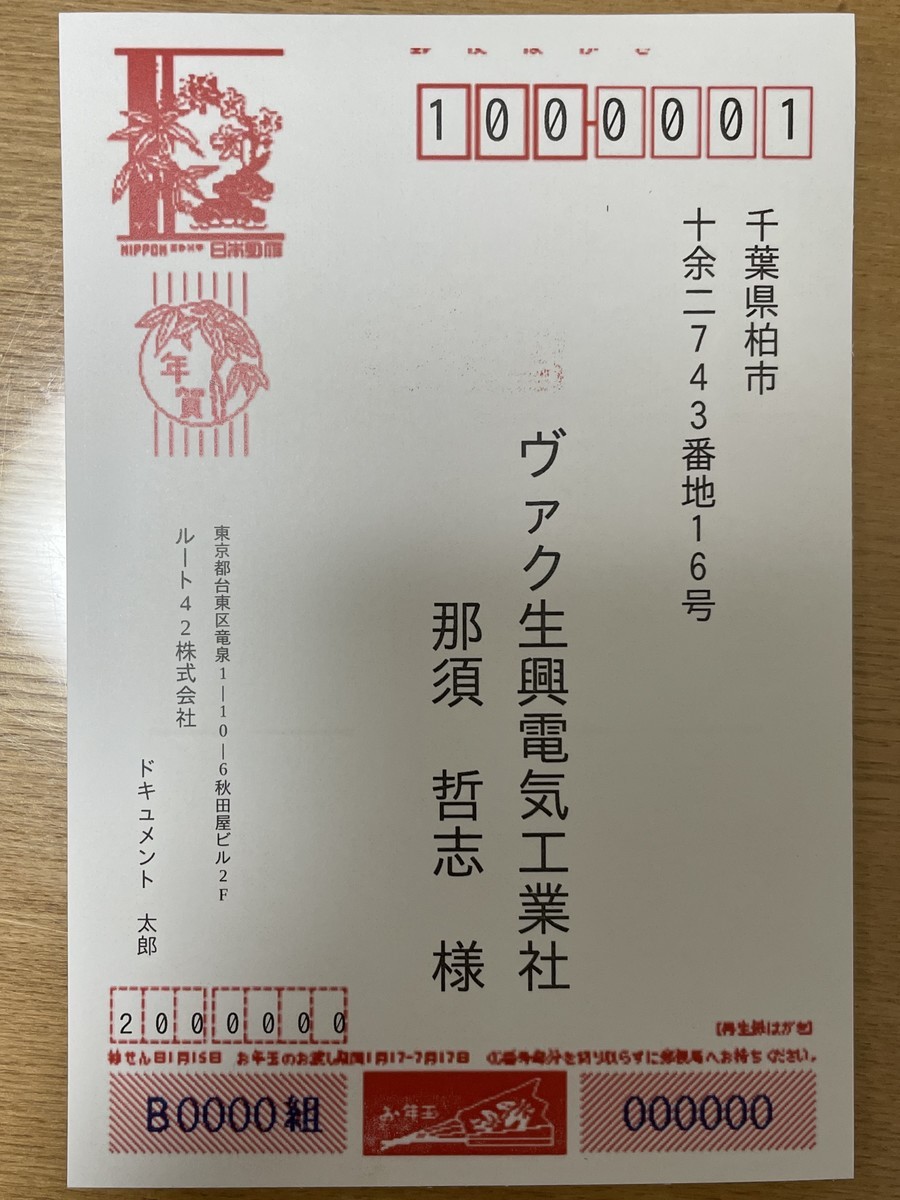 郵便はがき
100-0001
千葉県柏市
十余二743番地16号
ヴァク生興電気工業社
那須 哲志 様
NIPPON
日本郵便
年賀
東京都台東区竜泉1―10―6秋田屋ビル2F
ルート42株式会社
ドキュメント 太郎
2000000
〔再生紙はがき〕
抽せん日1月15日 お年玉のお渡し期間1月17-7月17日 ①番号部分を切り取らずに郵便局へお持ちください。
B0000組
お年玉
000000